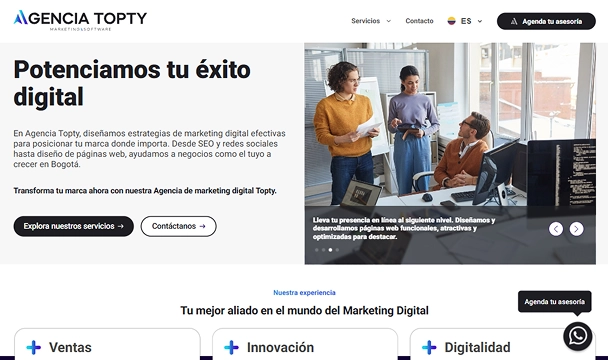 AGENCIA TOPTY
MARKETING&SOFTWARE
Servicios
Contacto
ES
Agenda tu asesoría
Potenciamos tu éxito
digital
En Agencia Topty, diseñamos estrategias de marketing digital efectivas
para posicionar tu marca donde importa. Desde SEO y redes sociales
hasta diseño de páginas web, ayudamos a negocios como el tuyo a
crecer en Bogotá.
Transforma tu marca ahora con nuestra Agencia de marketing digital Topty.
Explora nuestros servicios →
Contáctanos →
Lleva tu presencia en línea al siguiente nivel. Diseñamos y
desarrollamos páginas web funcionales, atractivas y
optimizadas para destacar.
Nuestra experiencia
Tu mejor aliado en el mundo del Marketing Digital
Agenda tu asesoría
Ventas
Innovación
Digitalidad